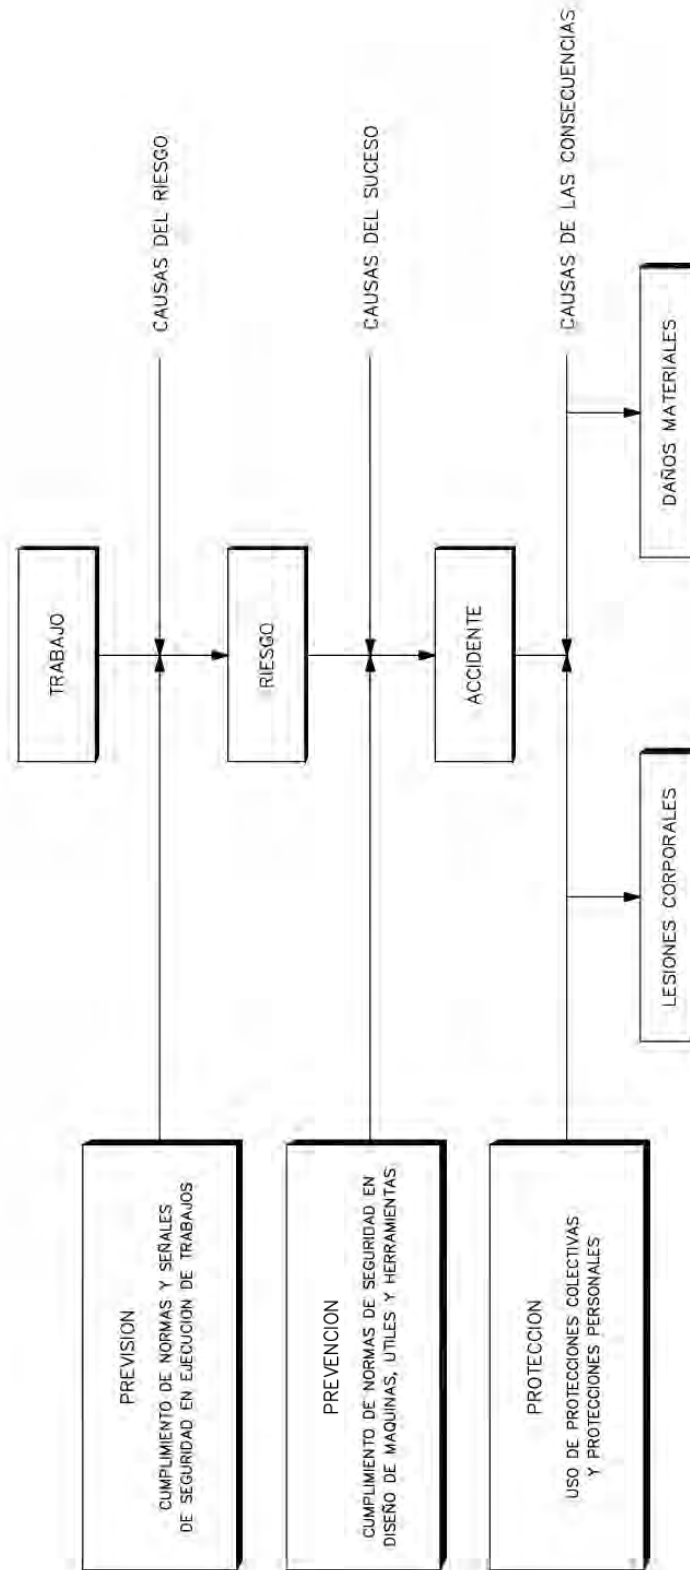 TRABAJO
CAUSAS DEL RIESGO
PREVISION
CUMPLIMIENTO DE NORMAS Y SEÑALES
DE SEGURIDAD EN EJECUCION DE TRABAJOS
RIESGO
CAUSAS DEL SUCESO
PREVENCION
CUMPLIMIENTO DE NORMAS DE SEGURIDAD EN
DISEÑO DE MAQUINAS, UTILES Y HERRAMIENTAS
ACCIDENTE
CAUSAS DE LAS CONSECUENCIAS
PROTECCION
USO DE PROTECCIONES COLECTIVAS
Y PROTECCIONES PERSONALES
LESIONES CORPORALES
DAÑOS MATERIALES